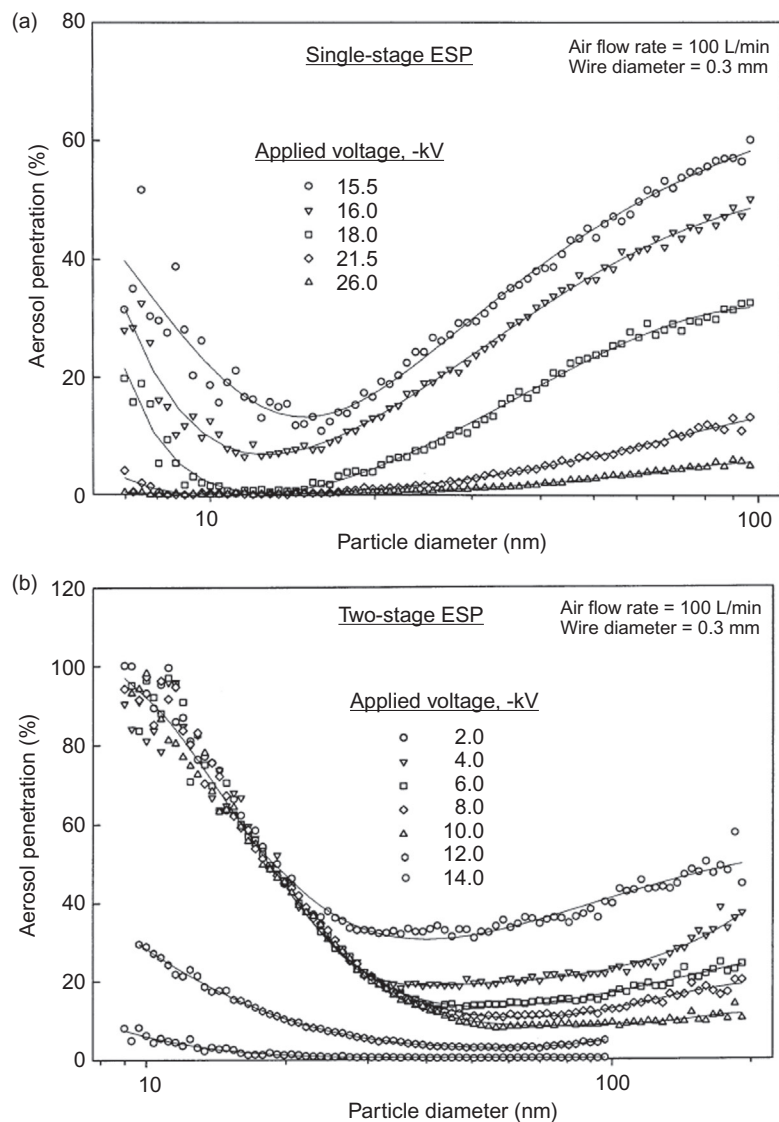 (a)
80
60
40
20
0
Aerosol penetration (%)
Single-stage ESP
Air flow rate = 100 L/min
Wire diameter = 0.3 mm
Applied voltage, -kV
15.5
16.0
18.0
21.5
26.0
10
100
Particle diameter (nm)
(b)
120
100
80
60
40
20
0
Aerosol penetration (%)
Two-stage ESP
Air flow rate = 100 L/min
Wire diameter = 0.3 mm
Applied voltage, -kV
2.0
4.0
6.0
8.0
10.0
12.0
14.0
10
100
Particle diameter (nm)